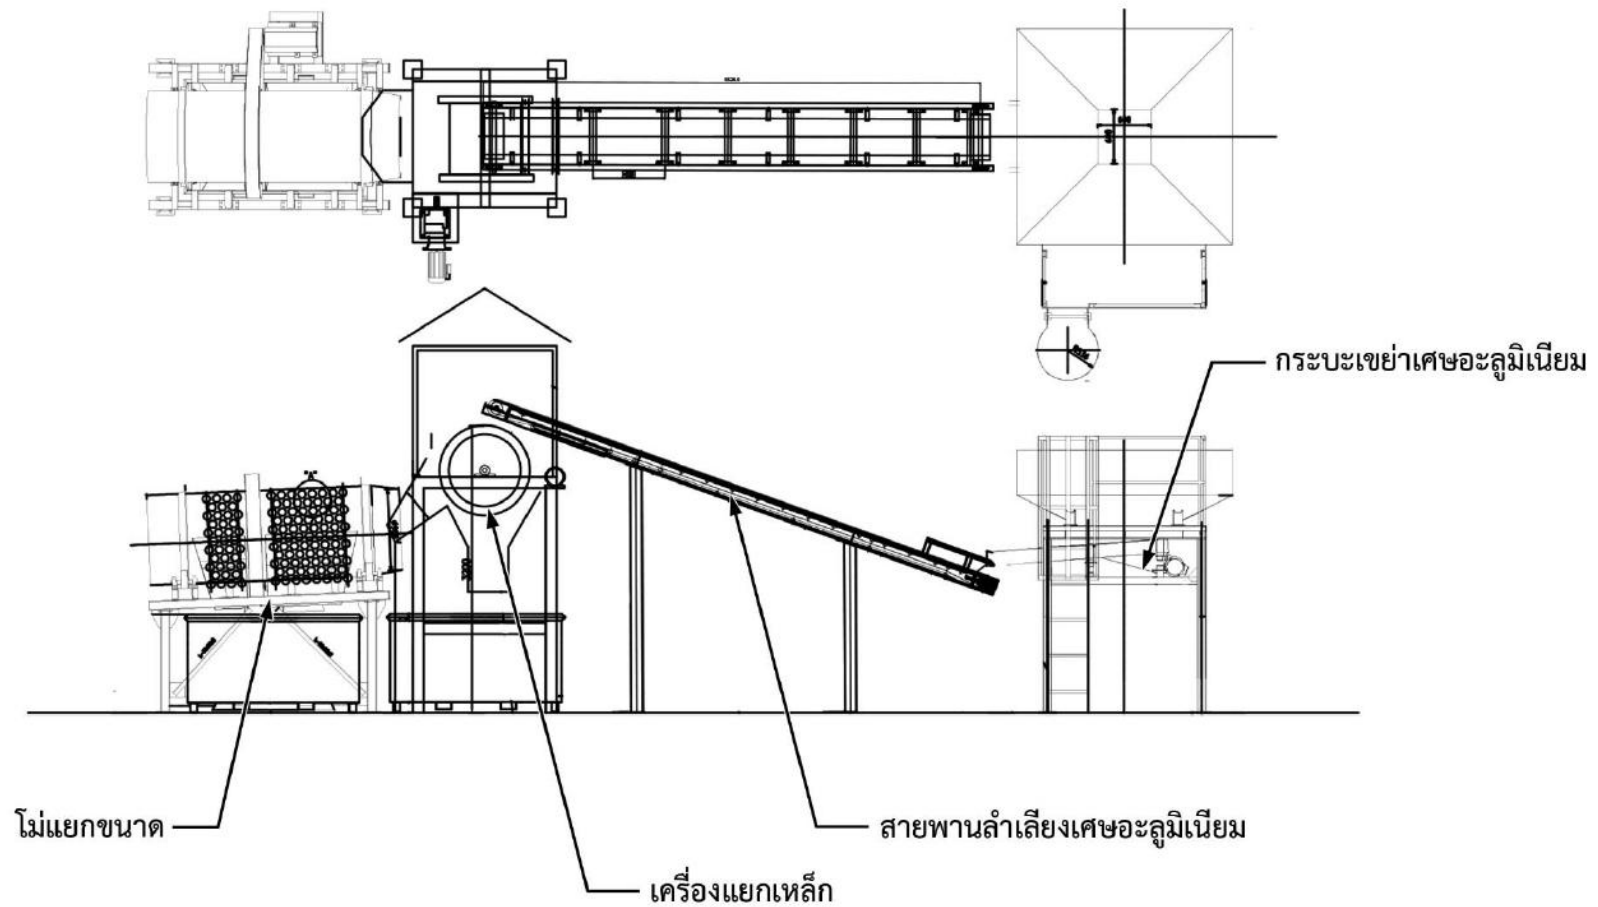 กระบะเขย่าเศษอะลูมิเนียม
โม่แยกขนาด
สายพานลำเลียงเศษอะลูมิเนียม
เครื่องแยกเหล็ก